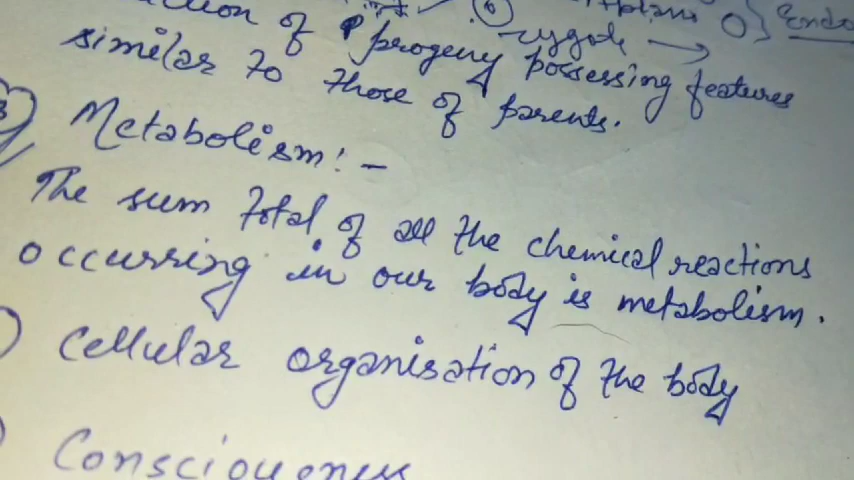 of progeny possessing features
similar to those of parents.
Metabolism: -
The sum total of all the chemical reactions
occurring in our body is metabolism.
Cellular organisation of the body
Consciouness